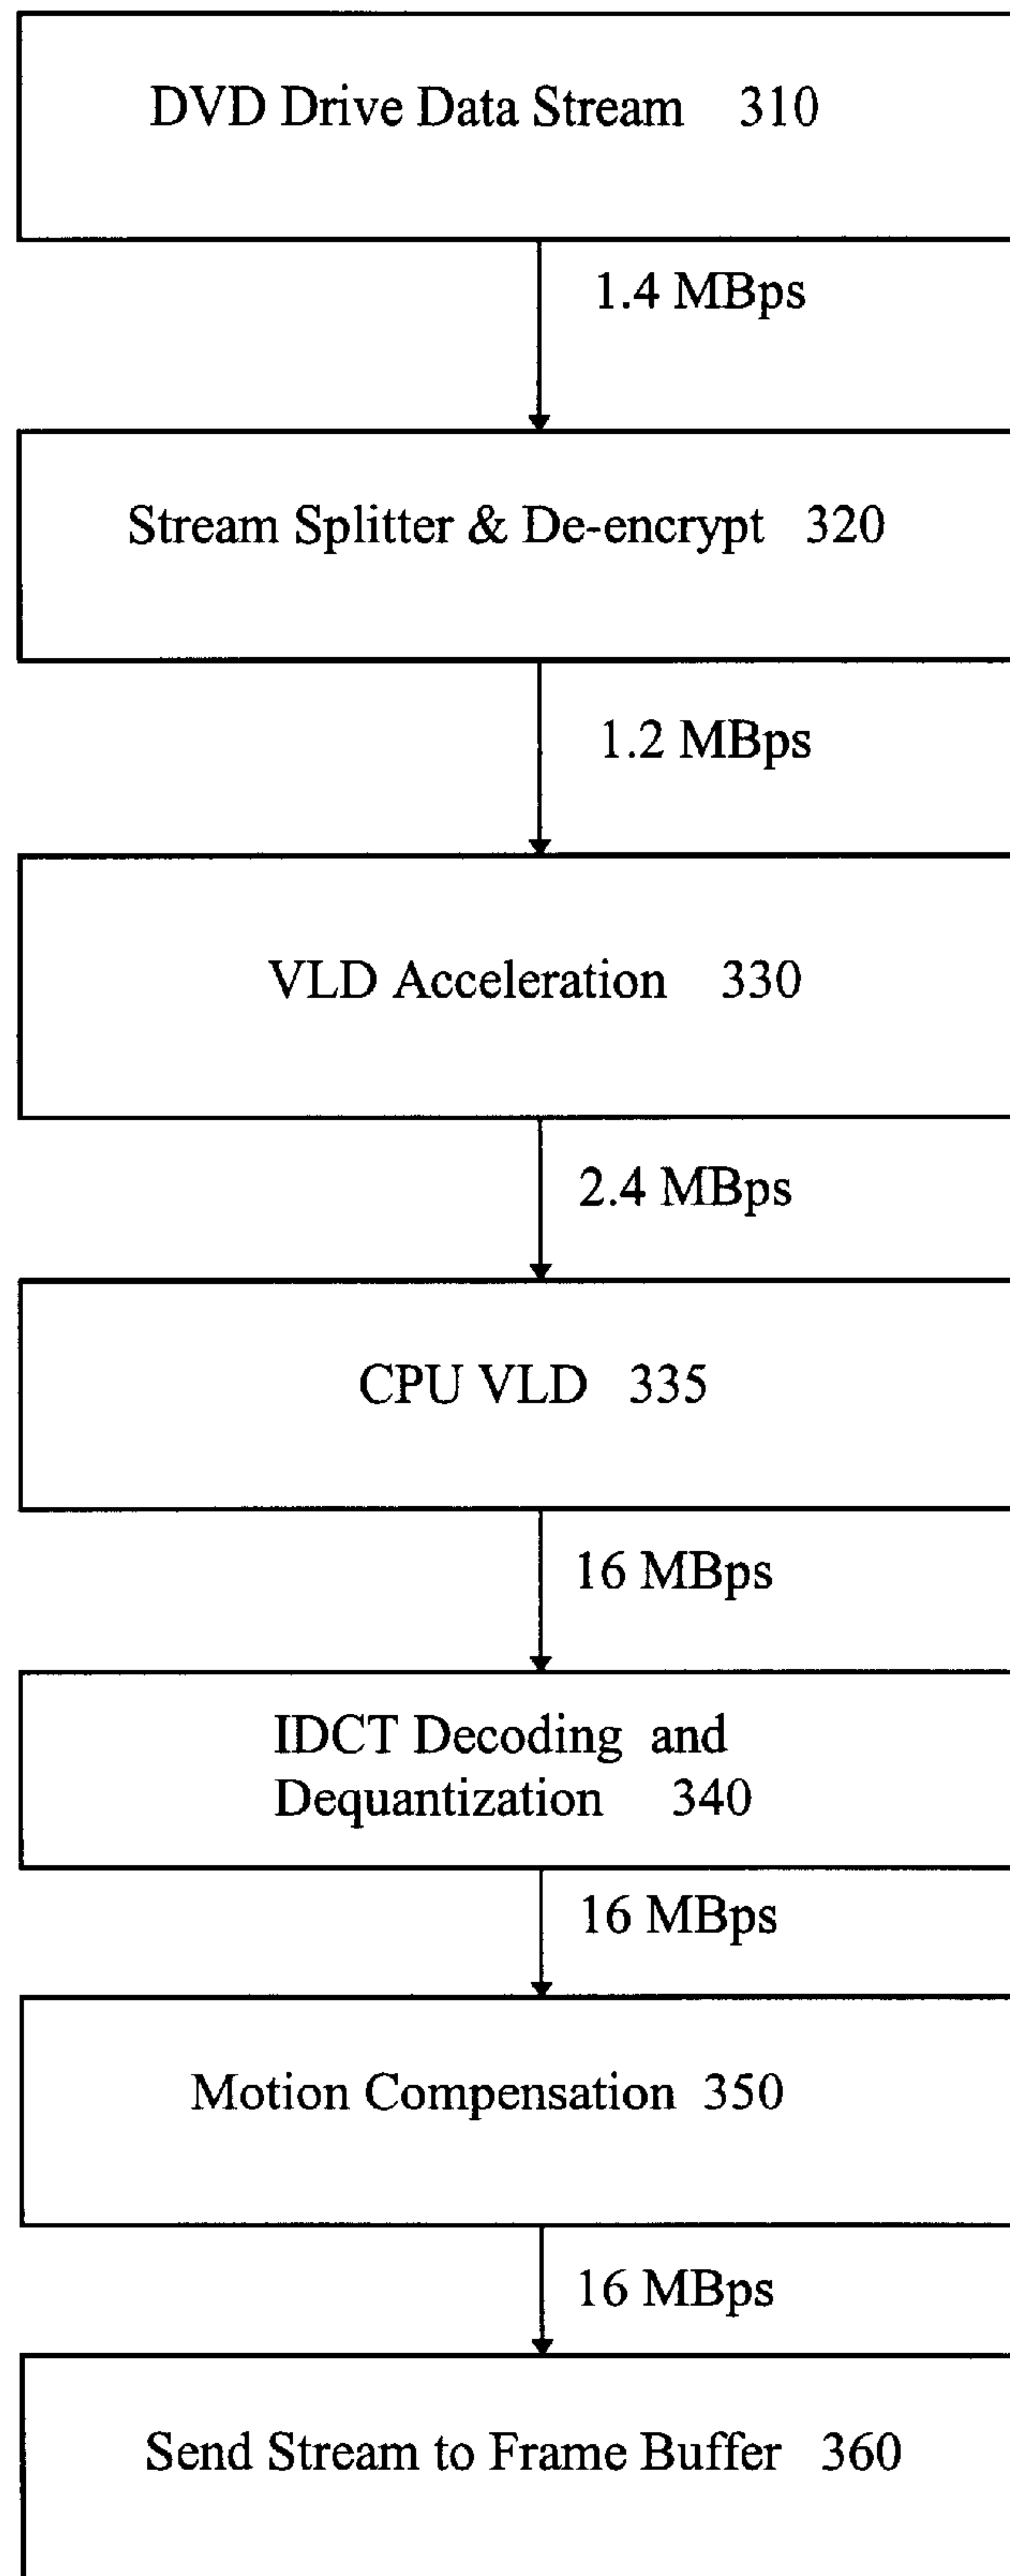 DVD Drive Data Stream 310
1.4 MBps
Stream Splitter & De-encrypt 320
1.2 MBps
VLD Acceleration 330
2.4 MBps
CPU VLD 335
16 MBps
IDCT Decoding and
Dequantization 340
16 MBps
Motion Compensation 350
16 MBps
Send Stream to Frame Buffer 360